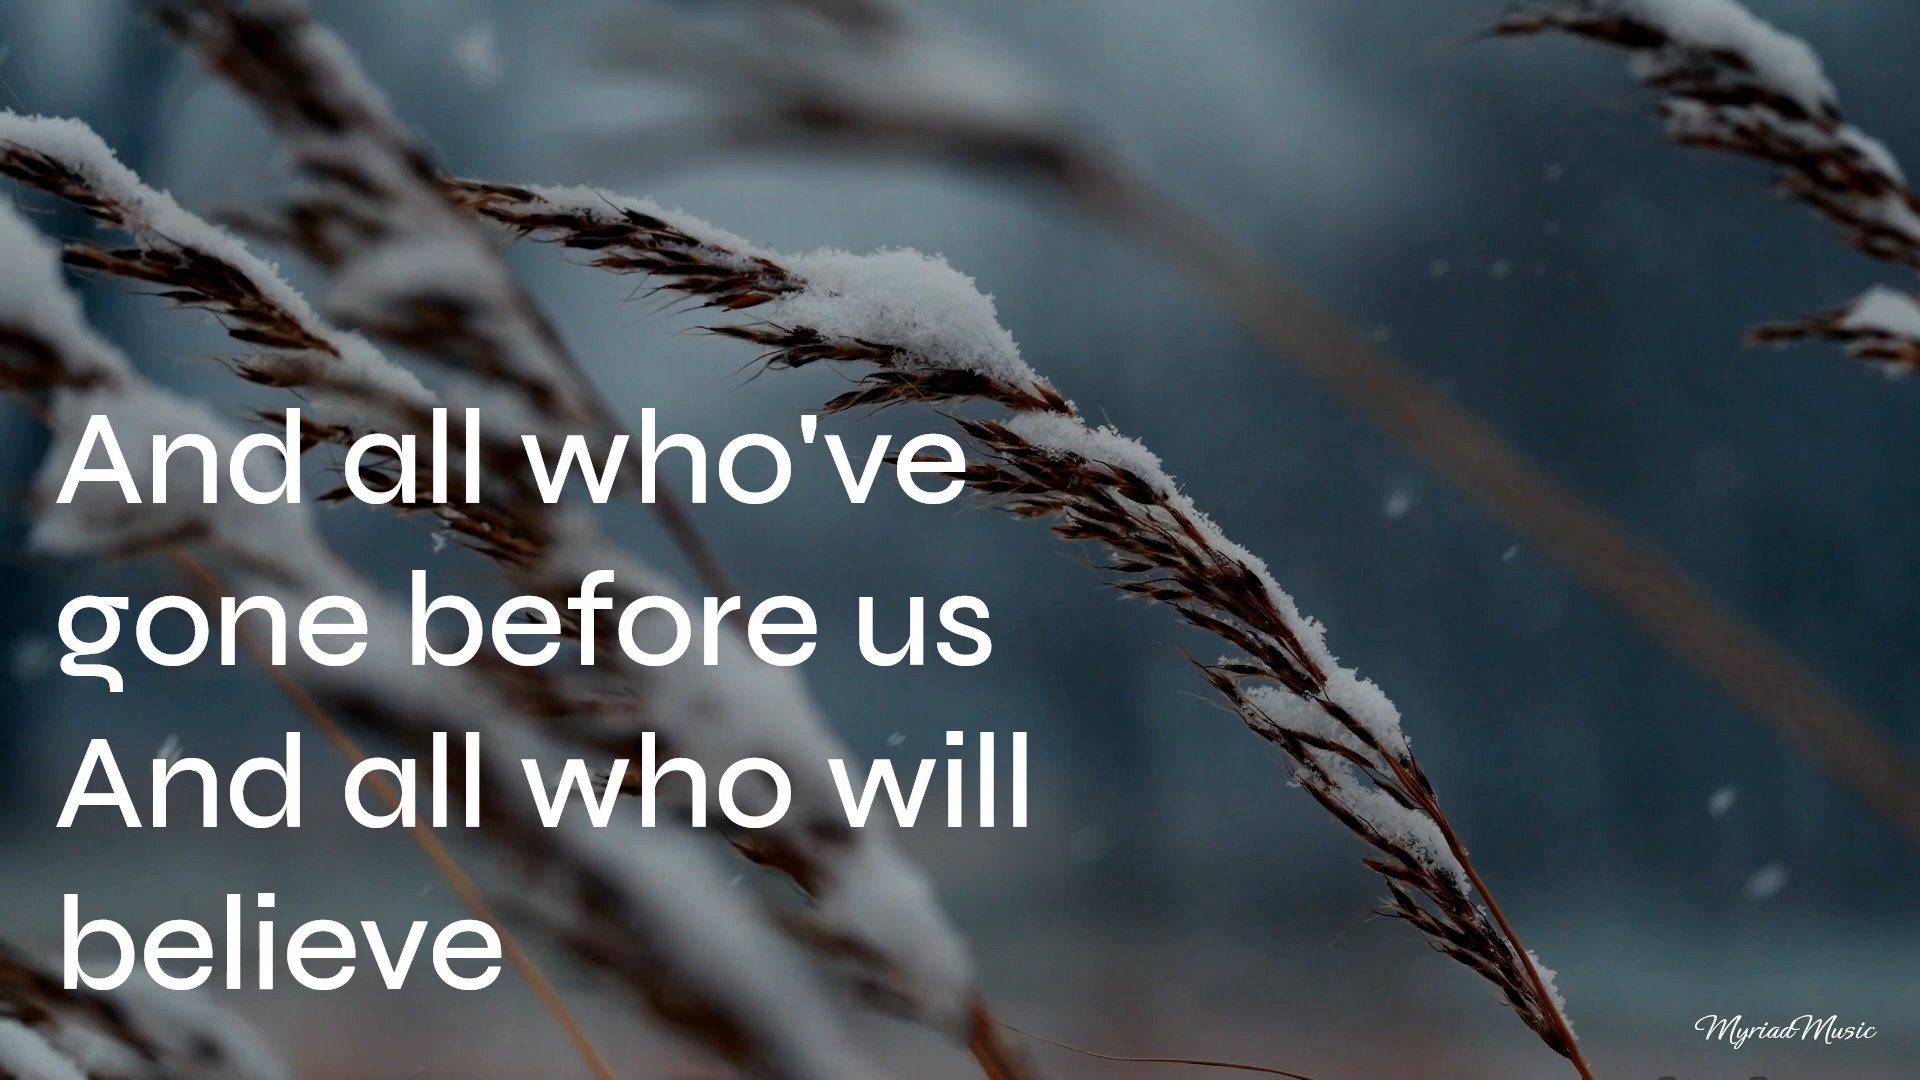 And all who've
gone before us
And all who will
believe
MyriadMusic